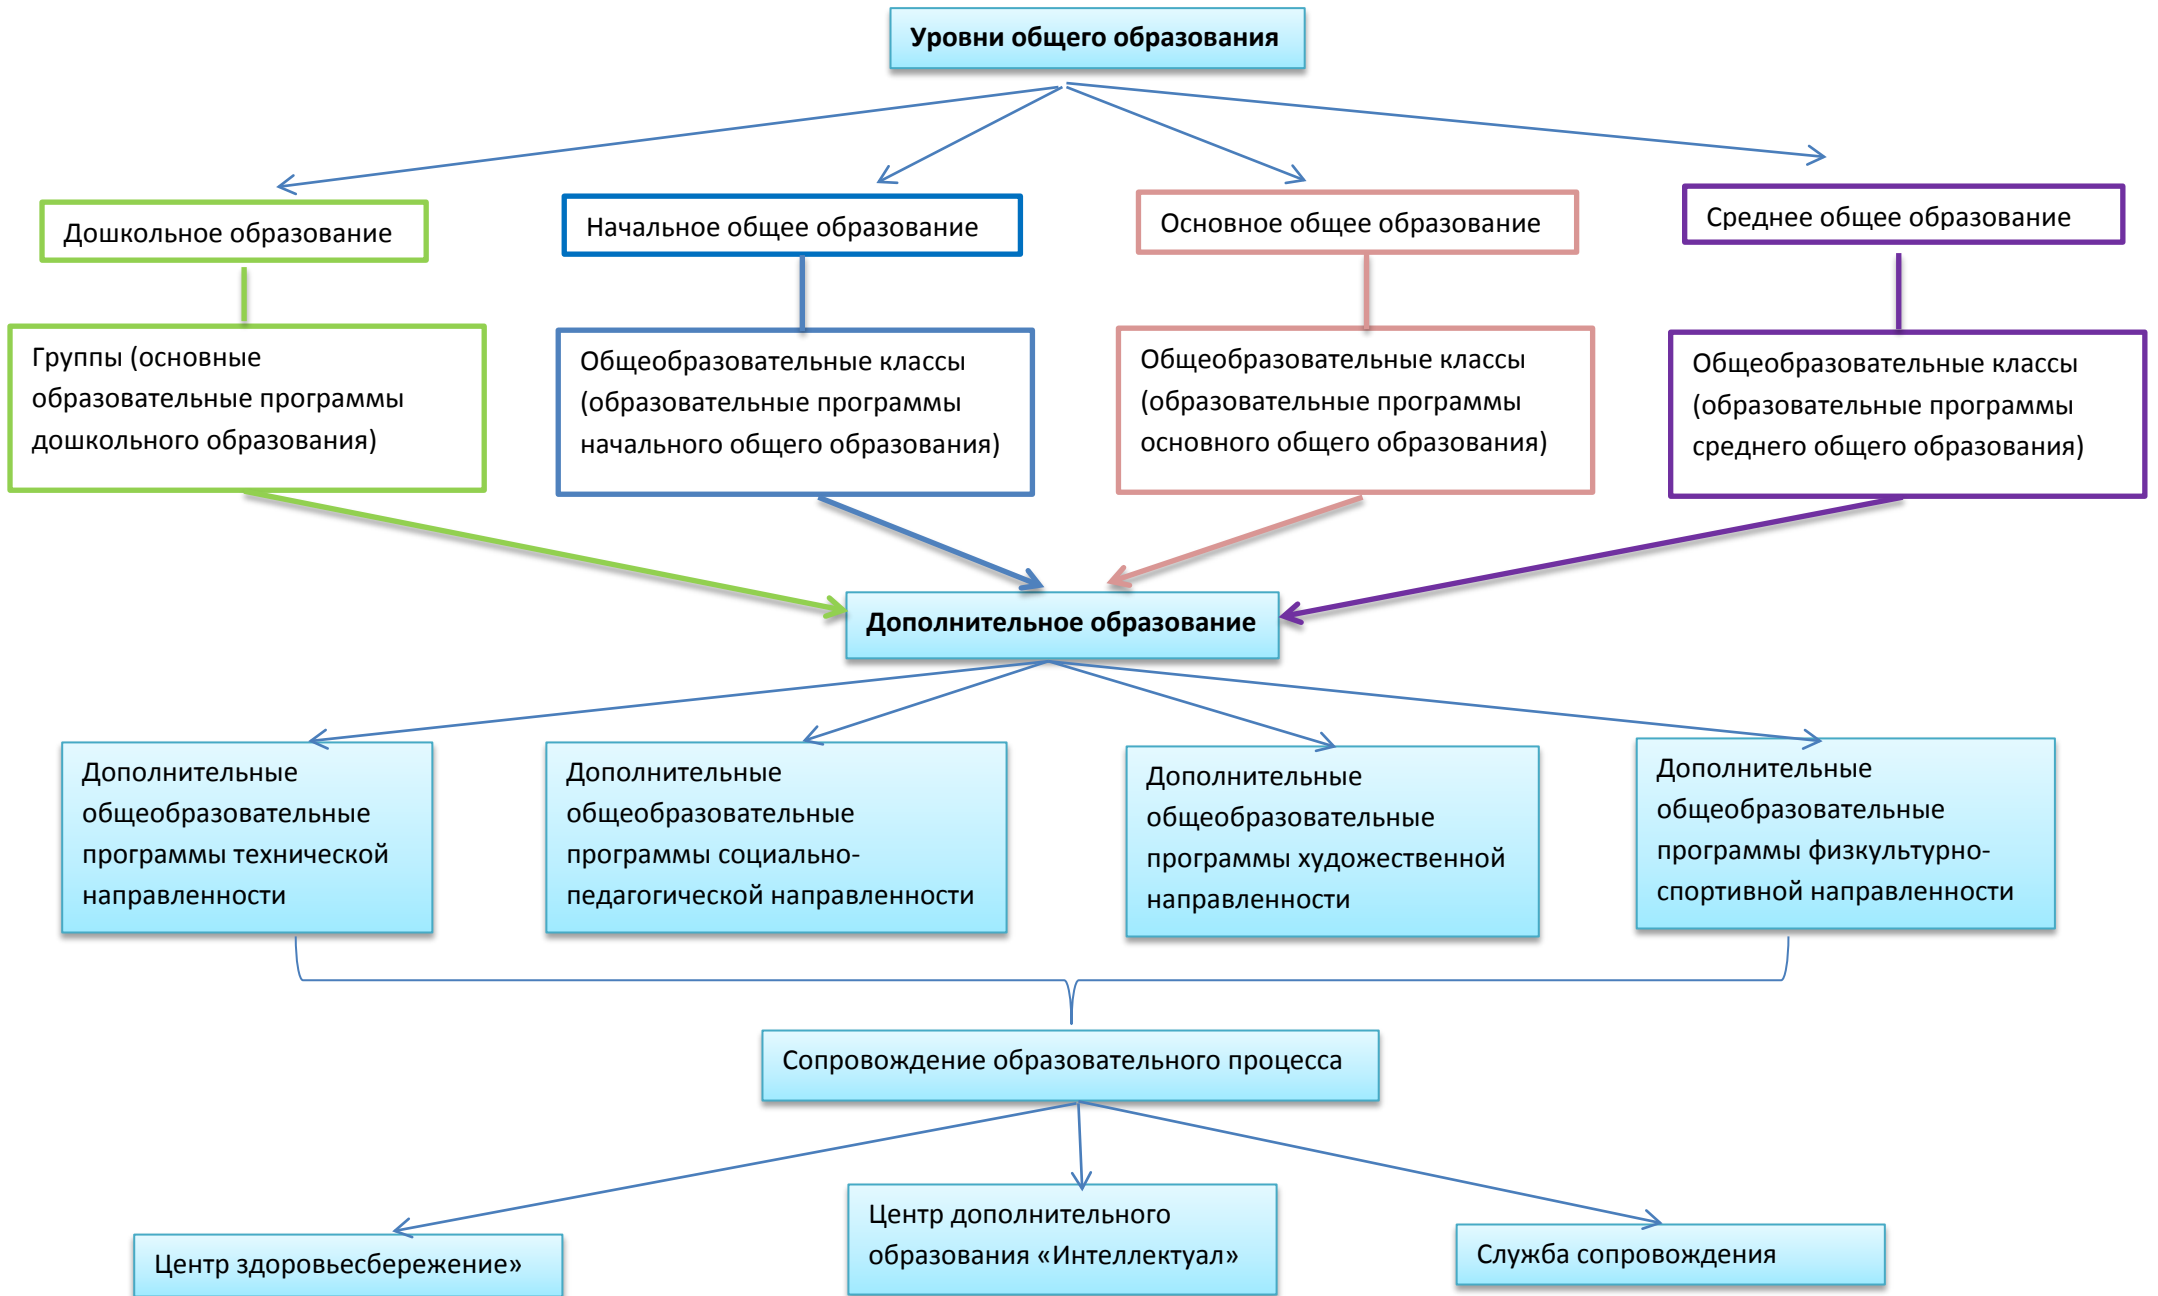 Уровни общего образования
Дошкольное образование
Начальное общее образование
Основное общее образование
Среднее общее образование
Группы (основные
образовательные программы
дошкольного образования)
Общеобразовательные классы
(образовательные программы
начального общего образования)
Общеобразовательные классы
(образовательные программы
основного общего образования)
Общеобразовательные классы
(образовательные программы
среднего общего образования)
Дополнительное образование
Дополнительные
общеобразовательные
программы технической
направленности
Дополнительные
общеобразовательные
программы социально-
педагогической направленности
Дополнительные
общеобразовательные
программы художественной
направленности
Дополнительные
общеобразовательные
программы физкультурно-
спортивной направленности
Сопровождение образовательного процесса
Центр здоровьесбережение»
Центр дополнительного
образования «Интеллектуал»
Служба сопровождения